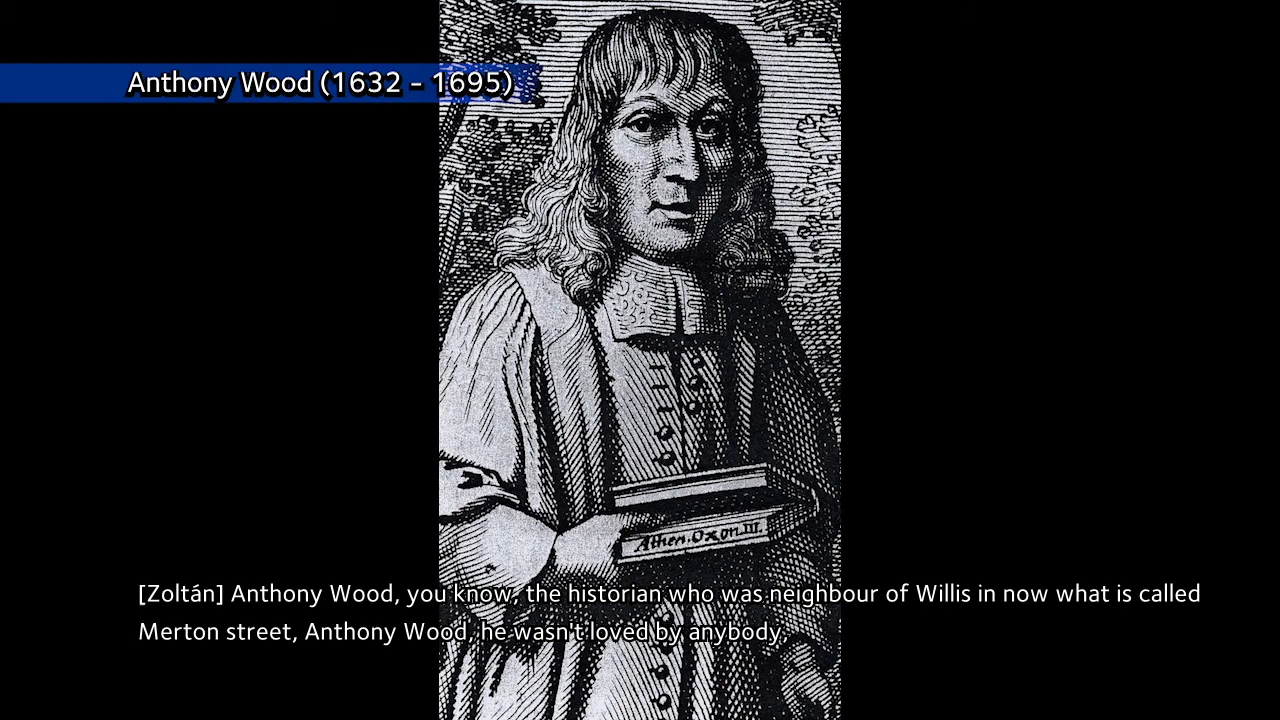 Anthony Wood (1632 – 1695)
Athen. Oxon III.
[Zoltán] Anthony Wood, you know, the historian who was neighbour of Willis in now what is called
Merton street, Anthony Wood, he wasn't loved by anybody,